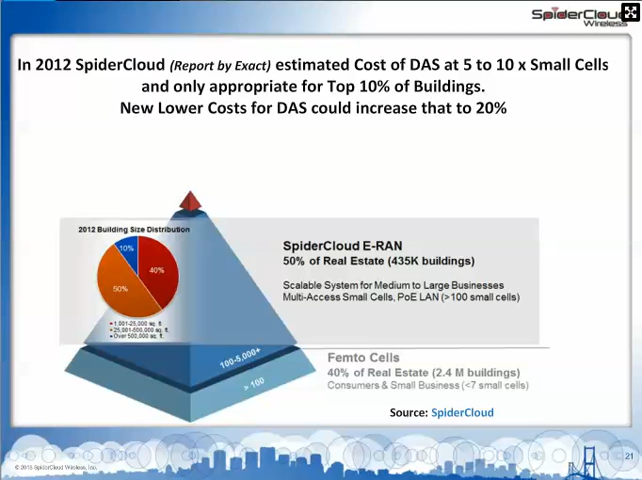 SpiderCloud
Wireless
In 2012 SpiderCloud (Report by Exact) estimated Cost of DAS at 5 to 10 x Small Cells
and only appropriate for Top 10% of Buildings.
New Lower Costs for DAS could increase that to 20%
2012 Building Size Distribution
10%
40%
50%
1,001-25,000 sq. ft.
25,001-500,000 sq. ft.
Over 500,000 sq. ft.
SpiderCloud E-RAN
50% of Real Estate (435K buildings)
Scalable System for Medium to Large Businesses
Multi-Access Small Cells, PoE LAN (>100 small cells)
100-5,000+
> 100
Femto Cells
40% of Real Estate (2.4 M buildings)
Consumers & Small Business (<7 small cells)
Source: SpiderCloud
21
SpiderCloud Wireless, Inc.